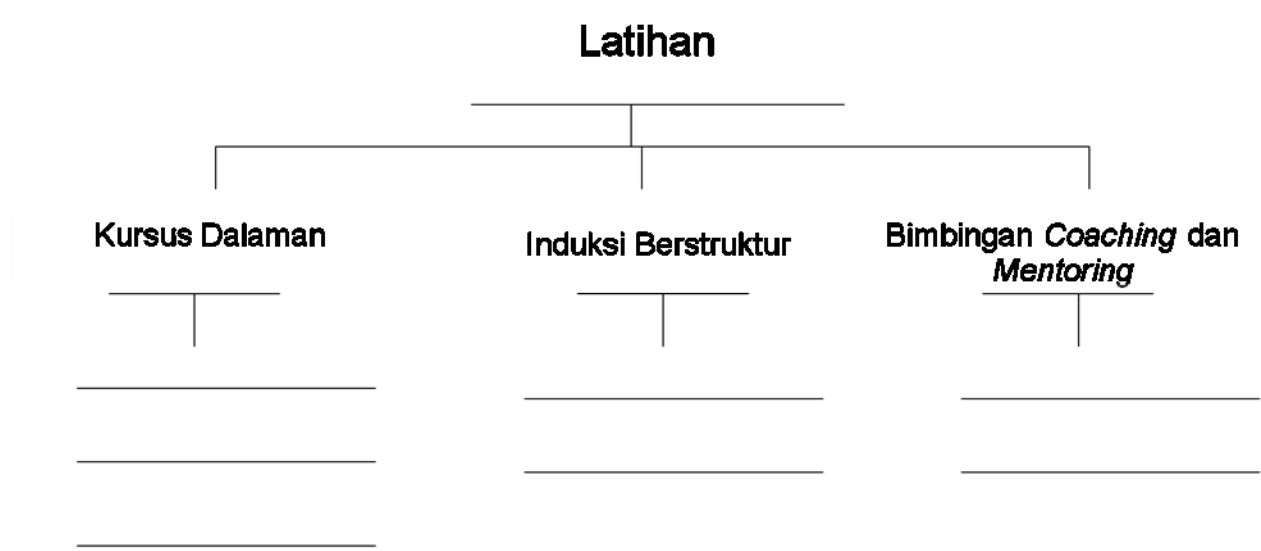 Latihan
Kursus Dalaman
Induksi Berstruktur
Bimbingan Coaching dan
Mentoring